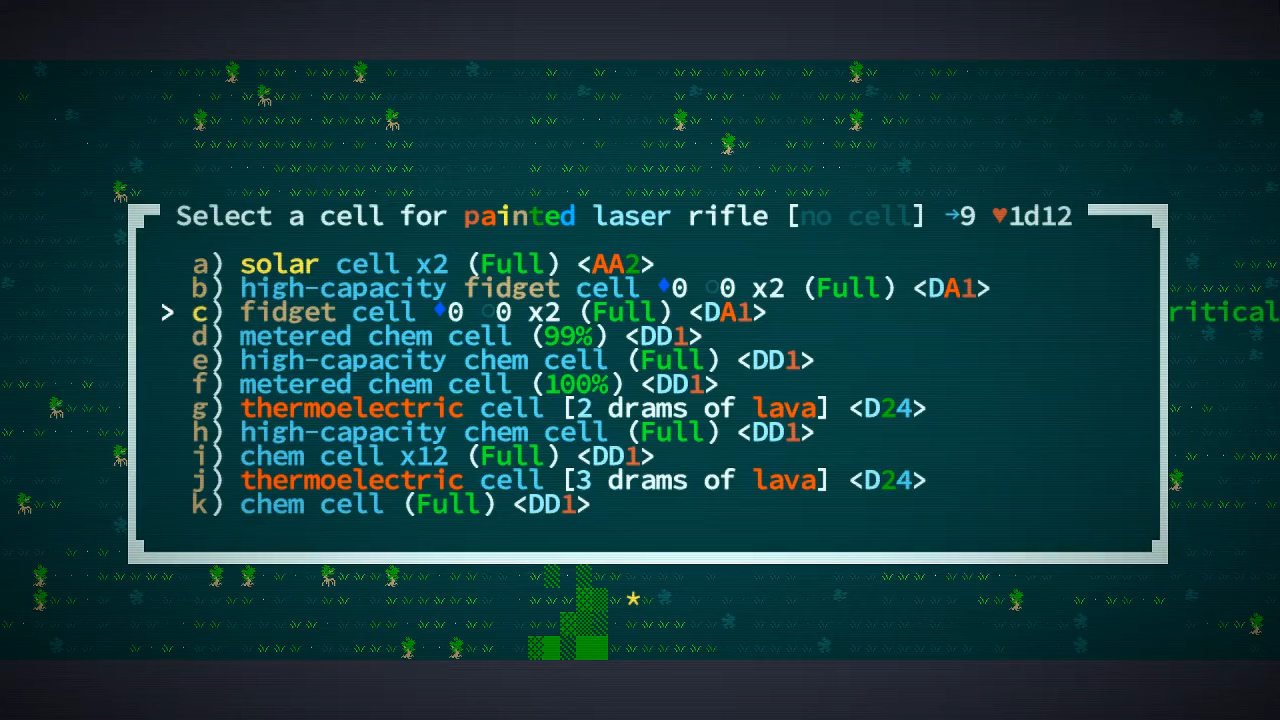 Select a cell for painted laser rifle [no cell] →9 ♥1d12
a) solar cell x2 (Full) <AA2>
b) high-capacity fidget cell ♦0 ○0 x2 (Full) <DA1>
> c) fidget cell ♦0 ○0 x2 (Full) <DA1>
ritical
d) metered chem cell (99%) <DD1>
e) high-capacity chem cell (Full) <DD1>
f) metered chem cell (100%) <DD1>
g) thermoelectric cell [2 drams of lava] <D24>
h) high-capacity chem cell (Full) <DD1>
i) chem cell x12 (Full) <DD1>
j) thermoelectric cell [3 drams of lava] <D24>
k) chem cell (Full) <DD1>